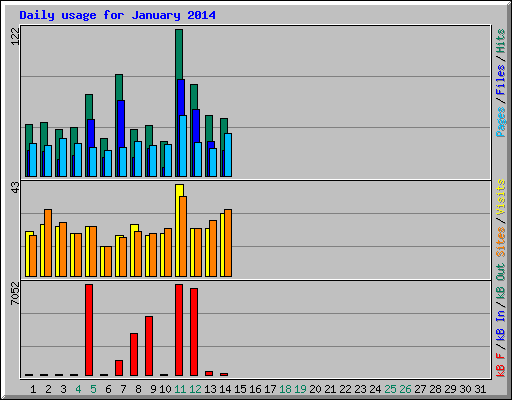 Daily usage for January 2014
122
Pages / Files / Hits
43
Sites / Visits
7052
kB F / kB In / kB Out
1 2 3 4 5 6 7 8 9 10 11 12 13 14 15 16 17 18 19 20 21 22 23 24 25 26 27 28 29 30 31